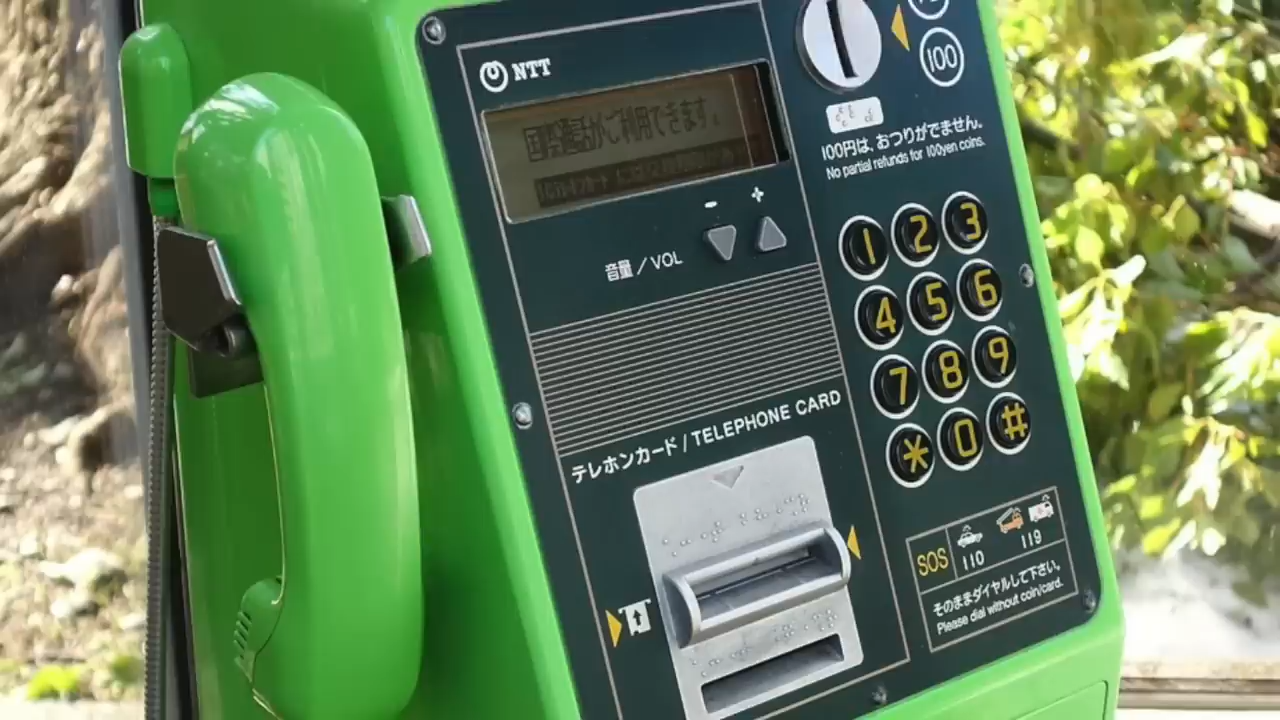 NTT
国際通話がご利用できます。
100
100円は、おつりがでません。
No partial refunds for 100yen coins.
- +
音量/VOL
1 2 3
4 5 6
7 8 9
* 0 #
テレホンカード/TELEPHONE CARD
SOS 110 119
そのままダイヤルして下さい。
Please dial without coin/card.